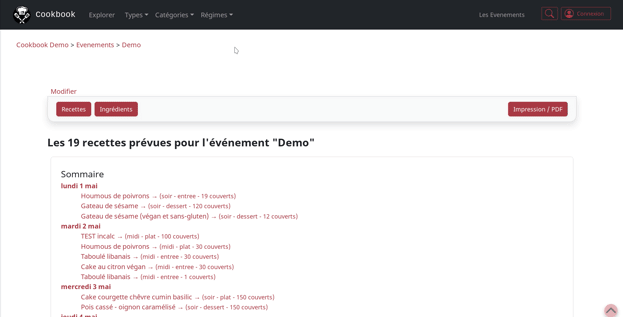 Cookbook Explorer Types Catégories Régimes Les Evenements Connexion
Cookbook Demo > Evenements > Demo
Modifier
Recettes Ingrédients Impression / PDF
Les 19 recettes prévues pour l'événement "Demo"
Sommaire
lundi 1 mai
Houmous de poivrons → (soir - entree - 19 couverts)
Gateau de sésame → (soir - dessert - 120 couverts)
Gateau de sésame (végan et sans-gluten) → (soir - dessert - 12 couverts)
mardi 2 mai
TEST incalc → (midi - plat - 100 couverts)
Houmous de poivrons → (midi - plat - 30 couverts)
Taboulé libanais → (midi - entree - 30 couverts)
Cake au citron végan → (midi - entree - 30 couverts)
Taboulé libanais → (midi - entree - 1 couverts)
mercredi 3 mai
Cake courgette chêvre cumin basilic → (soir - plat - 150 couverts)
Pois cassé - oignon caramélisé → (soir - dessert - 150 couverts)
jeudi 4 mai